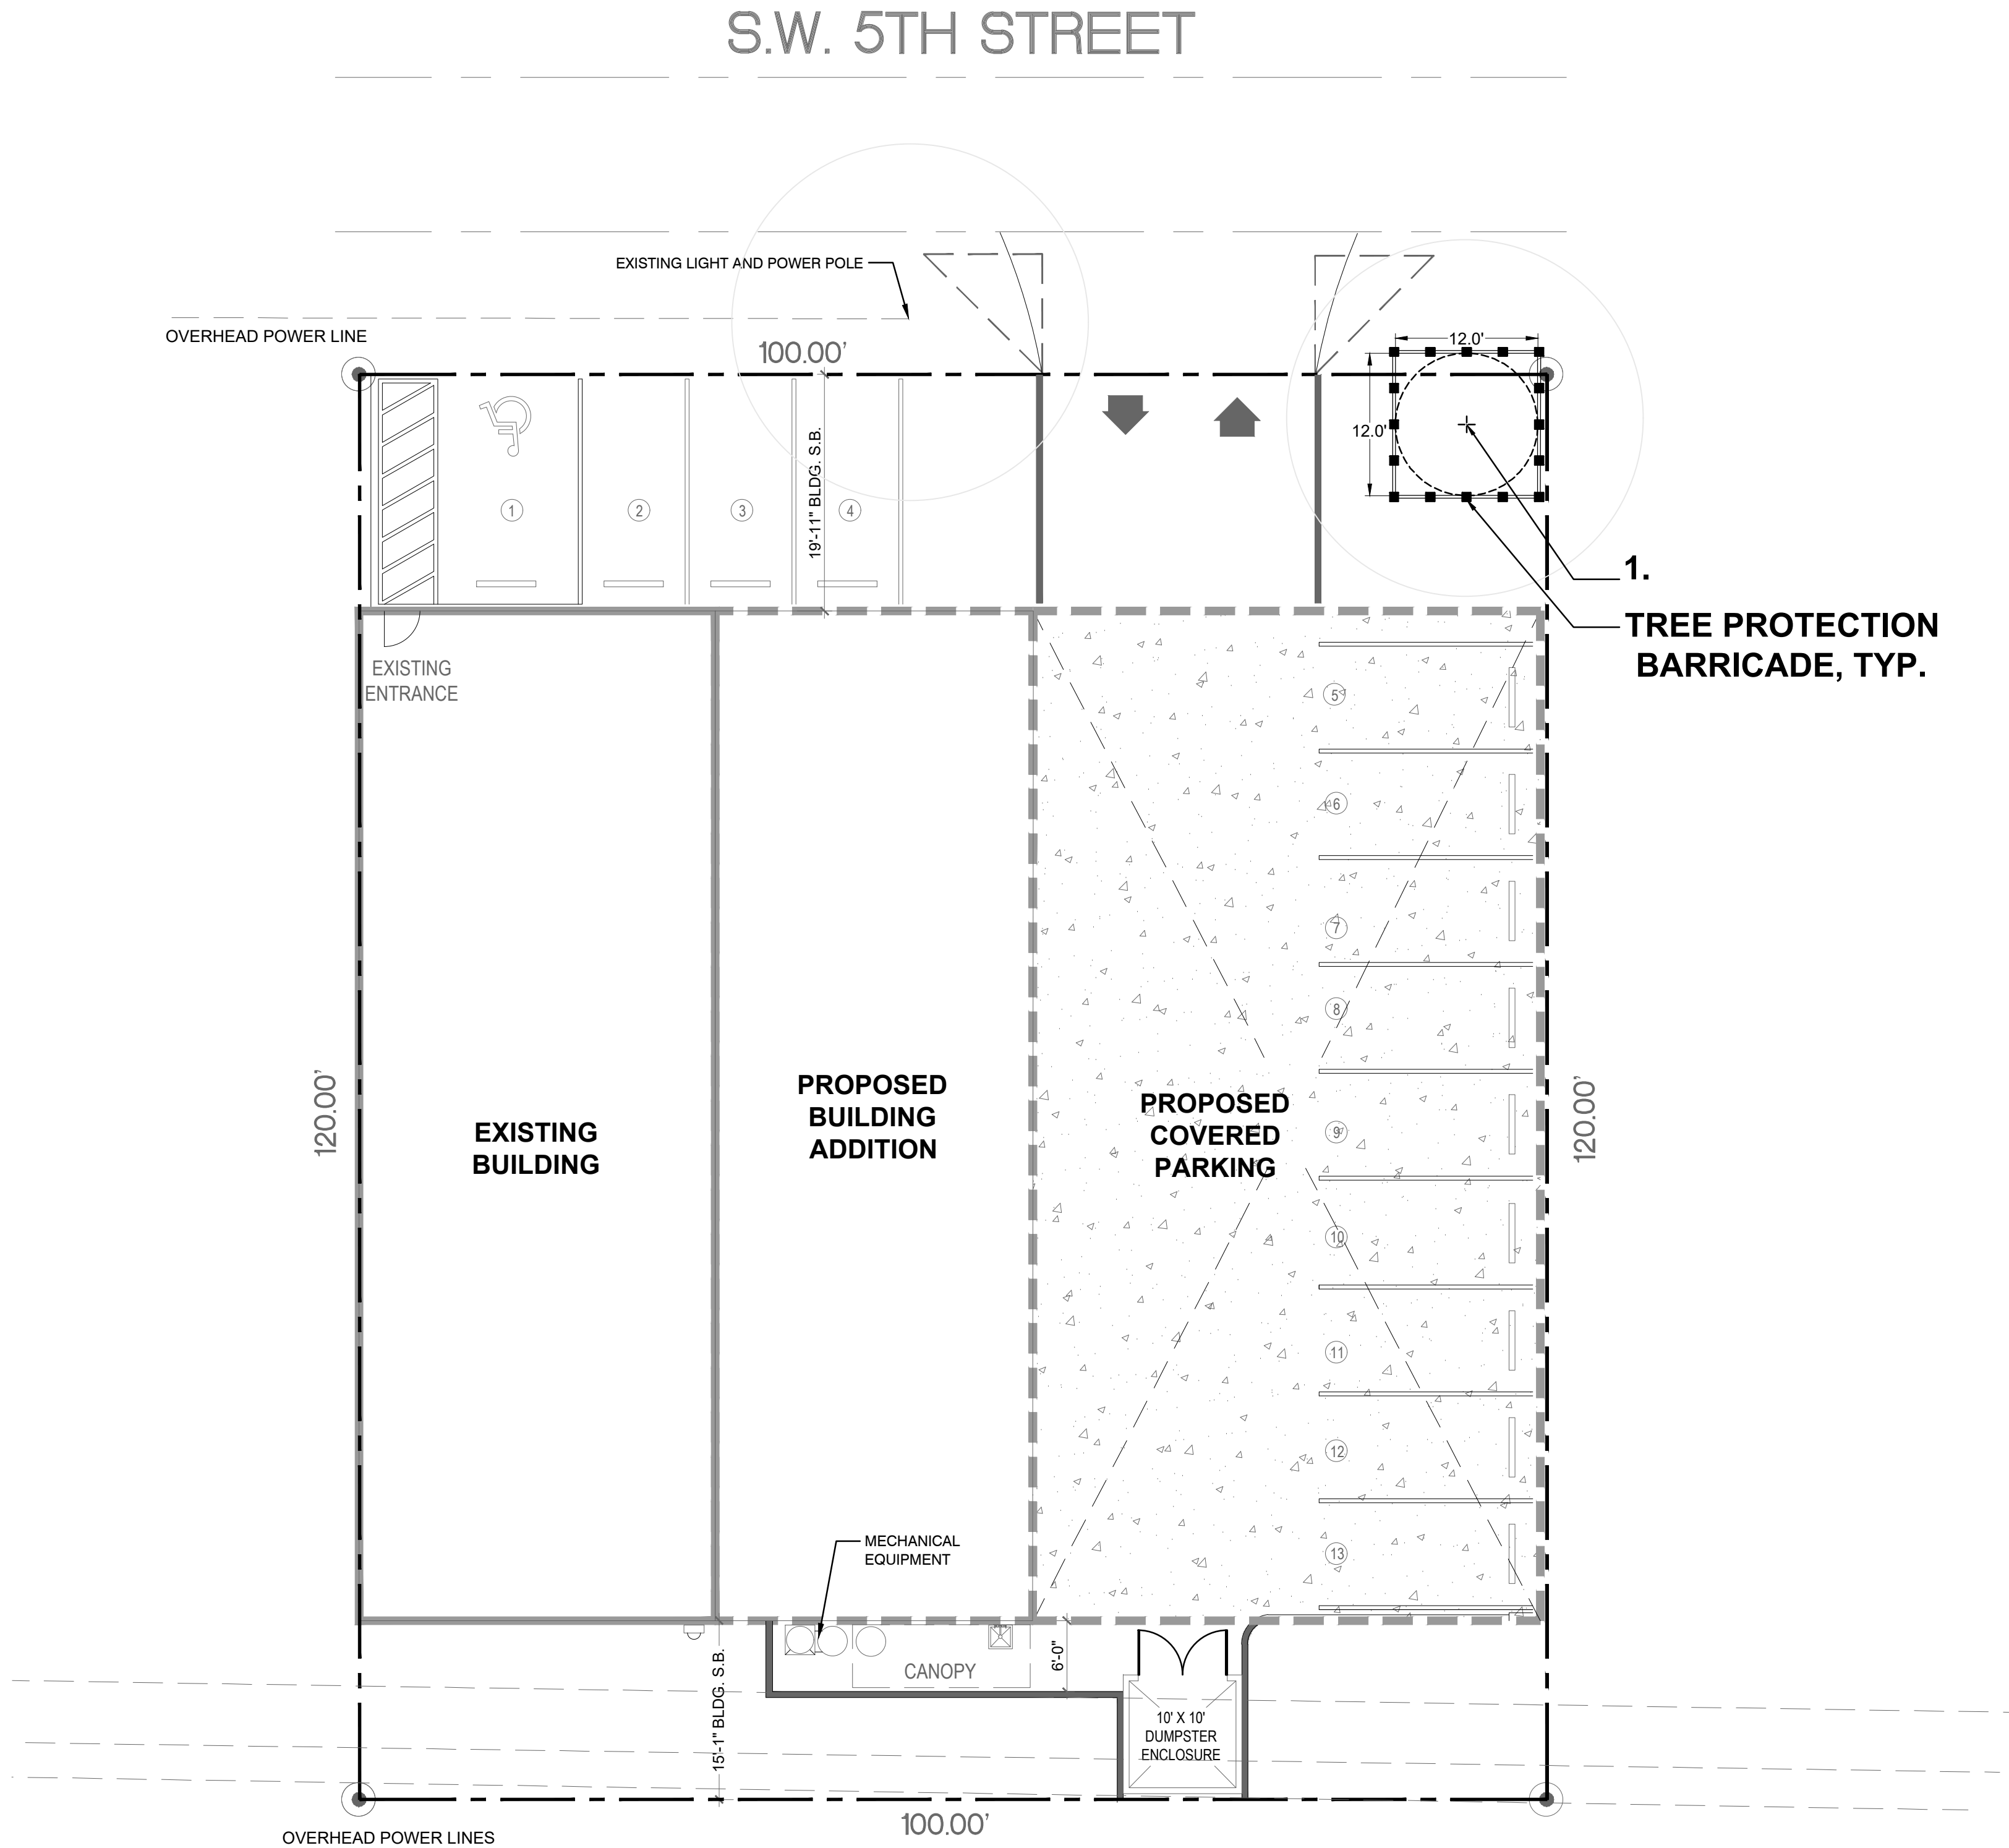 S.W. 5TH STREET
EXISTING LIGHT AND POWER POLE
OVERHEAD POWER LINE
100.00'
12.0'
12.0'
19'-11" BLDG. S.B.
1
2
3
4
1.
TREE PROTECTION
BARRICADE, TYP.
EXISTING
ENTRANCE
5
6
7
8
9
10
11
12
13
120.00'
EXISTING
BUILDING
PROPOSED
BUILDING
ADDITION
PROPOSED
COVERED
PARKING
120.00'
MECHANICAL
EQUIPMENT
CANOPY
6'-0"
15'-1" BLDG. S.B.
10' X 10'
DUMPSTER
ENCLOSURE
100.00'
OVERHEAD POWER LINES